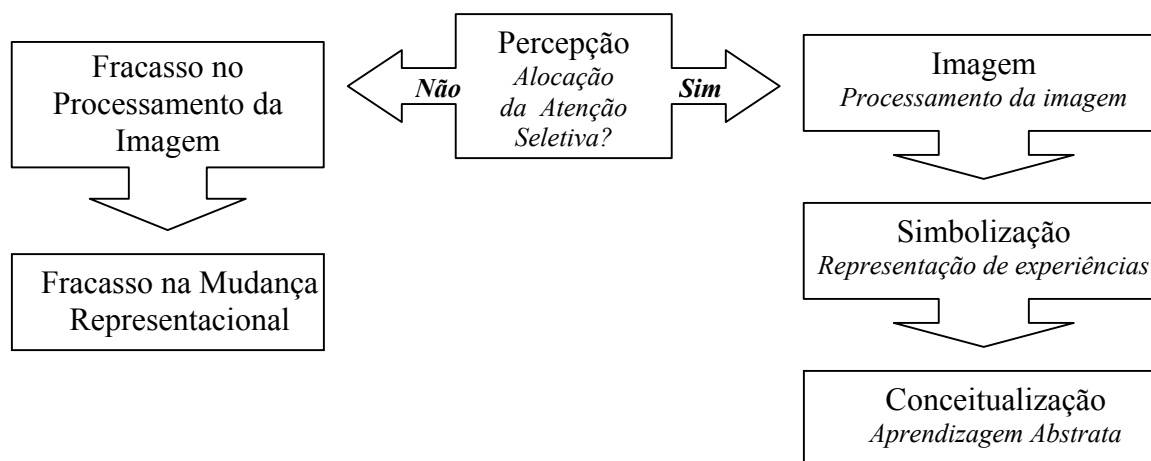 Percepção
Alocação
da Atenção
Seletiva?
Não
Sim
Fracasso no
Processamento da
Imagem
Fracasso na Mudança
Representacional
Imagem
Processamento da imagem
Simbolização
Representação de experiências
Conceitualização
Aprendizagem Abstrata